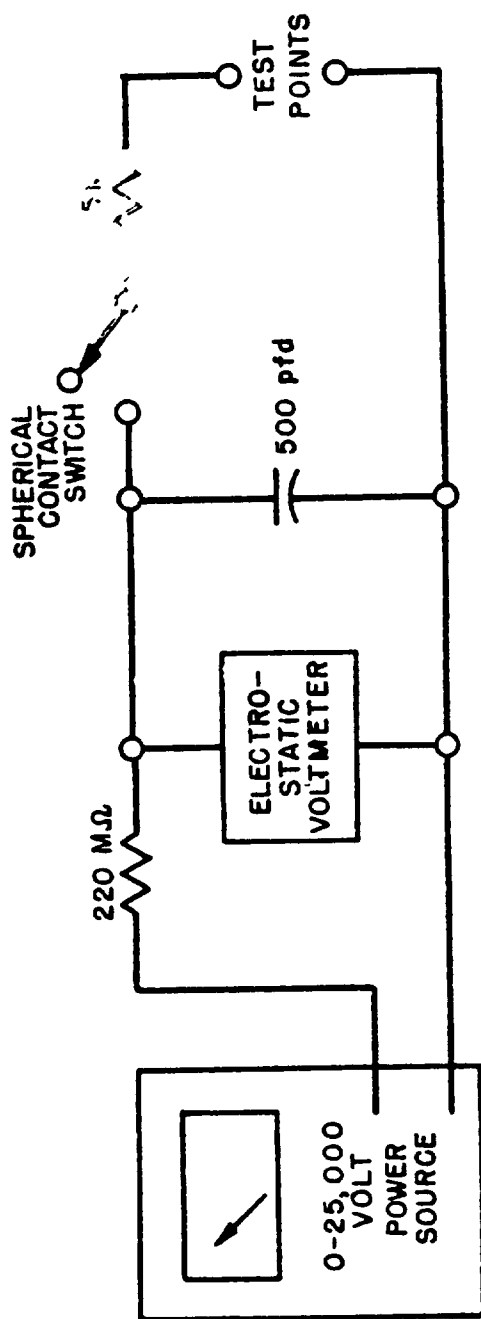 SPHERICAL
CONTACT
SWITCH
220 MΩ
500 pfd
TEST
POINTS
ELECTRO-
STATIC
VOLTMETER
0-25,000
VOLT
POWER
SOURCE